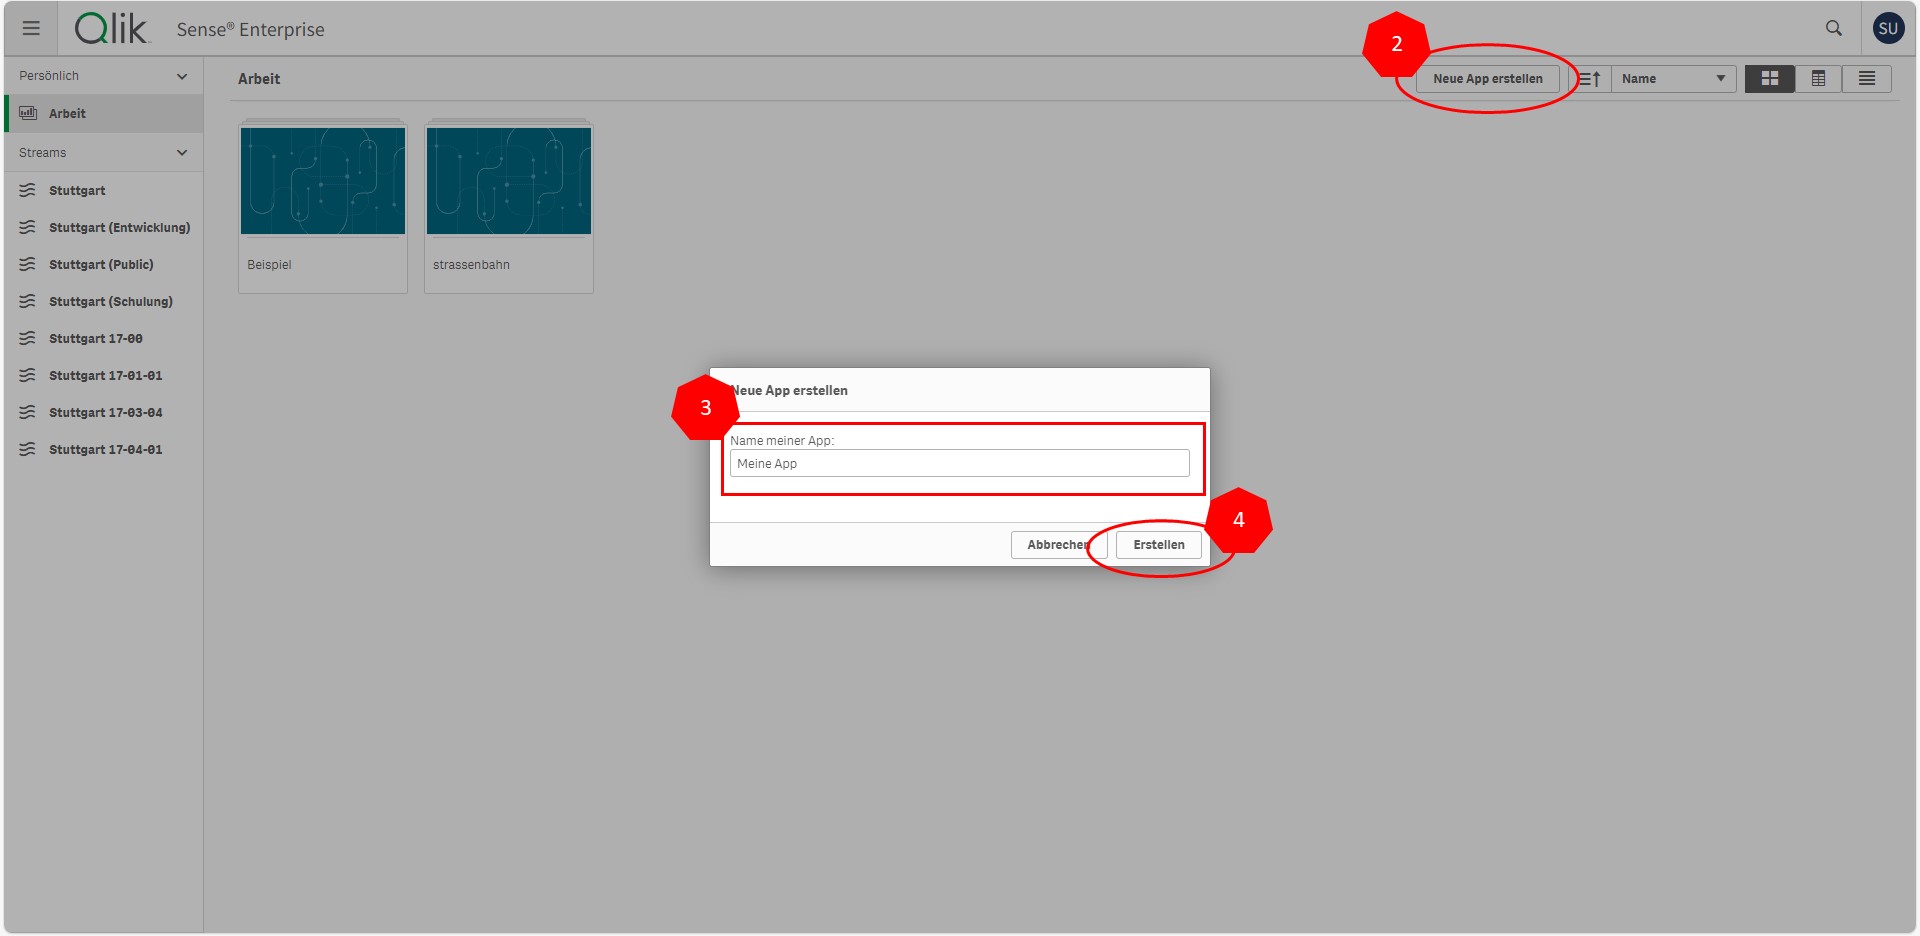 Qlik Sense® Enterprise
SU
Persönlich
Arbeit
Streams
Stuttgart
Stuttgart (Entwicklung)
Stuttgart (Public)
Stuttgart (Schulung)
Stuttgart 17-00
Stuttgart 17-01-01
Stuttgart 17-03-04
Stuttgart 17-04-01
Arbeit
2
Neue App erstellen
Name
Beispiel
strassenbahn
3
Neue App erstellen
Name meiner App:
Meine App
4
Abbrechen
Erstellen